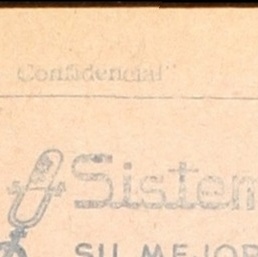 Confidencial"
Sistem
SU MEJOR